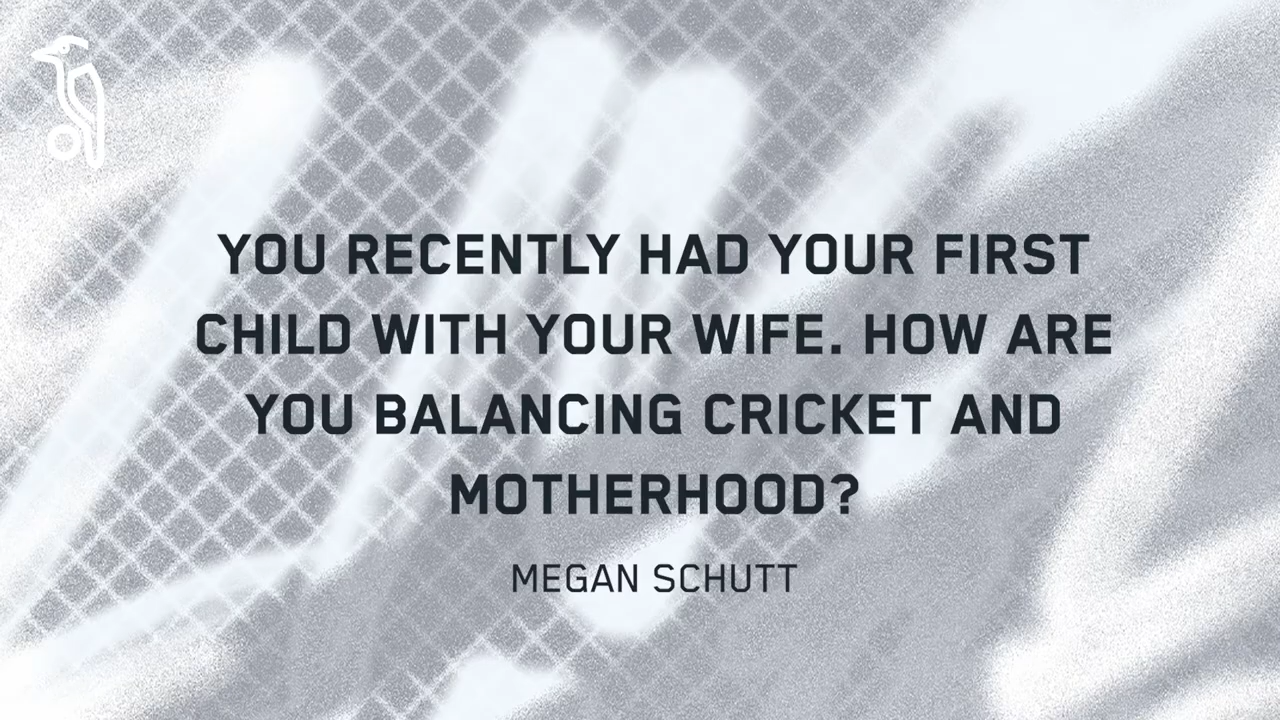 YOU RECENTLY HAD YOUR FIRST
CHILD WITH YOUR WIFE. HOW ARE
YOU BALANCING CRICKET AND
MOTHERHOOD?
MEGAN SCHUTT